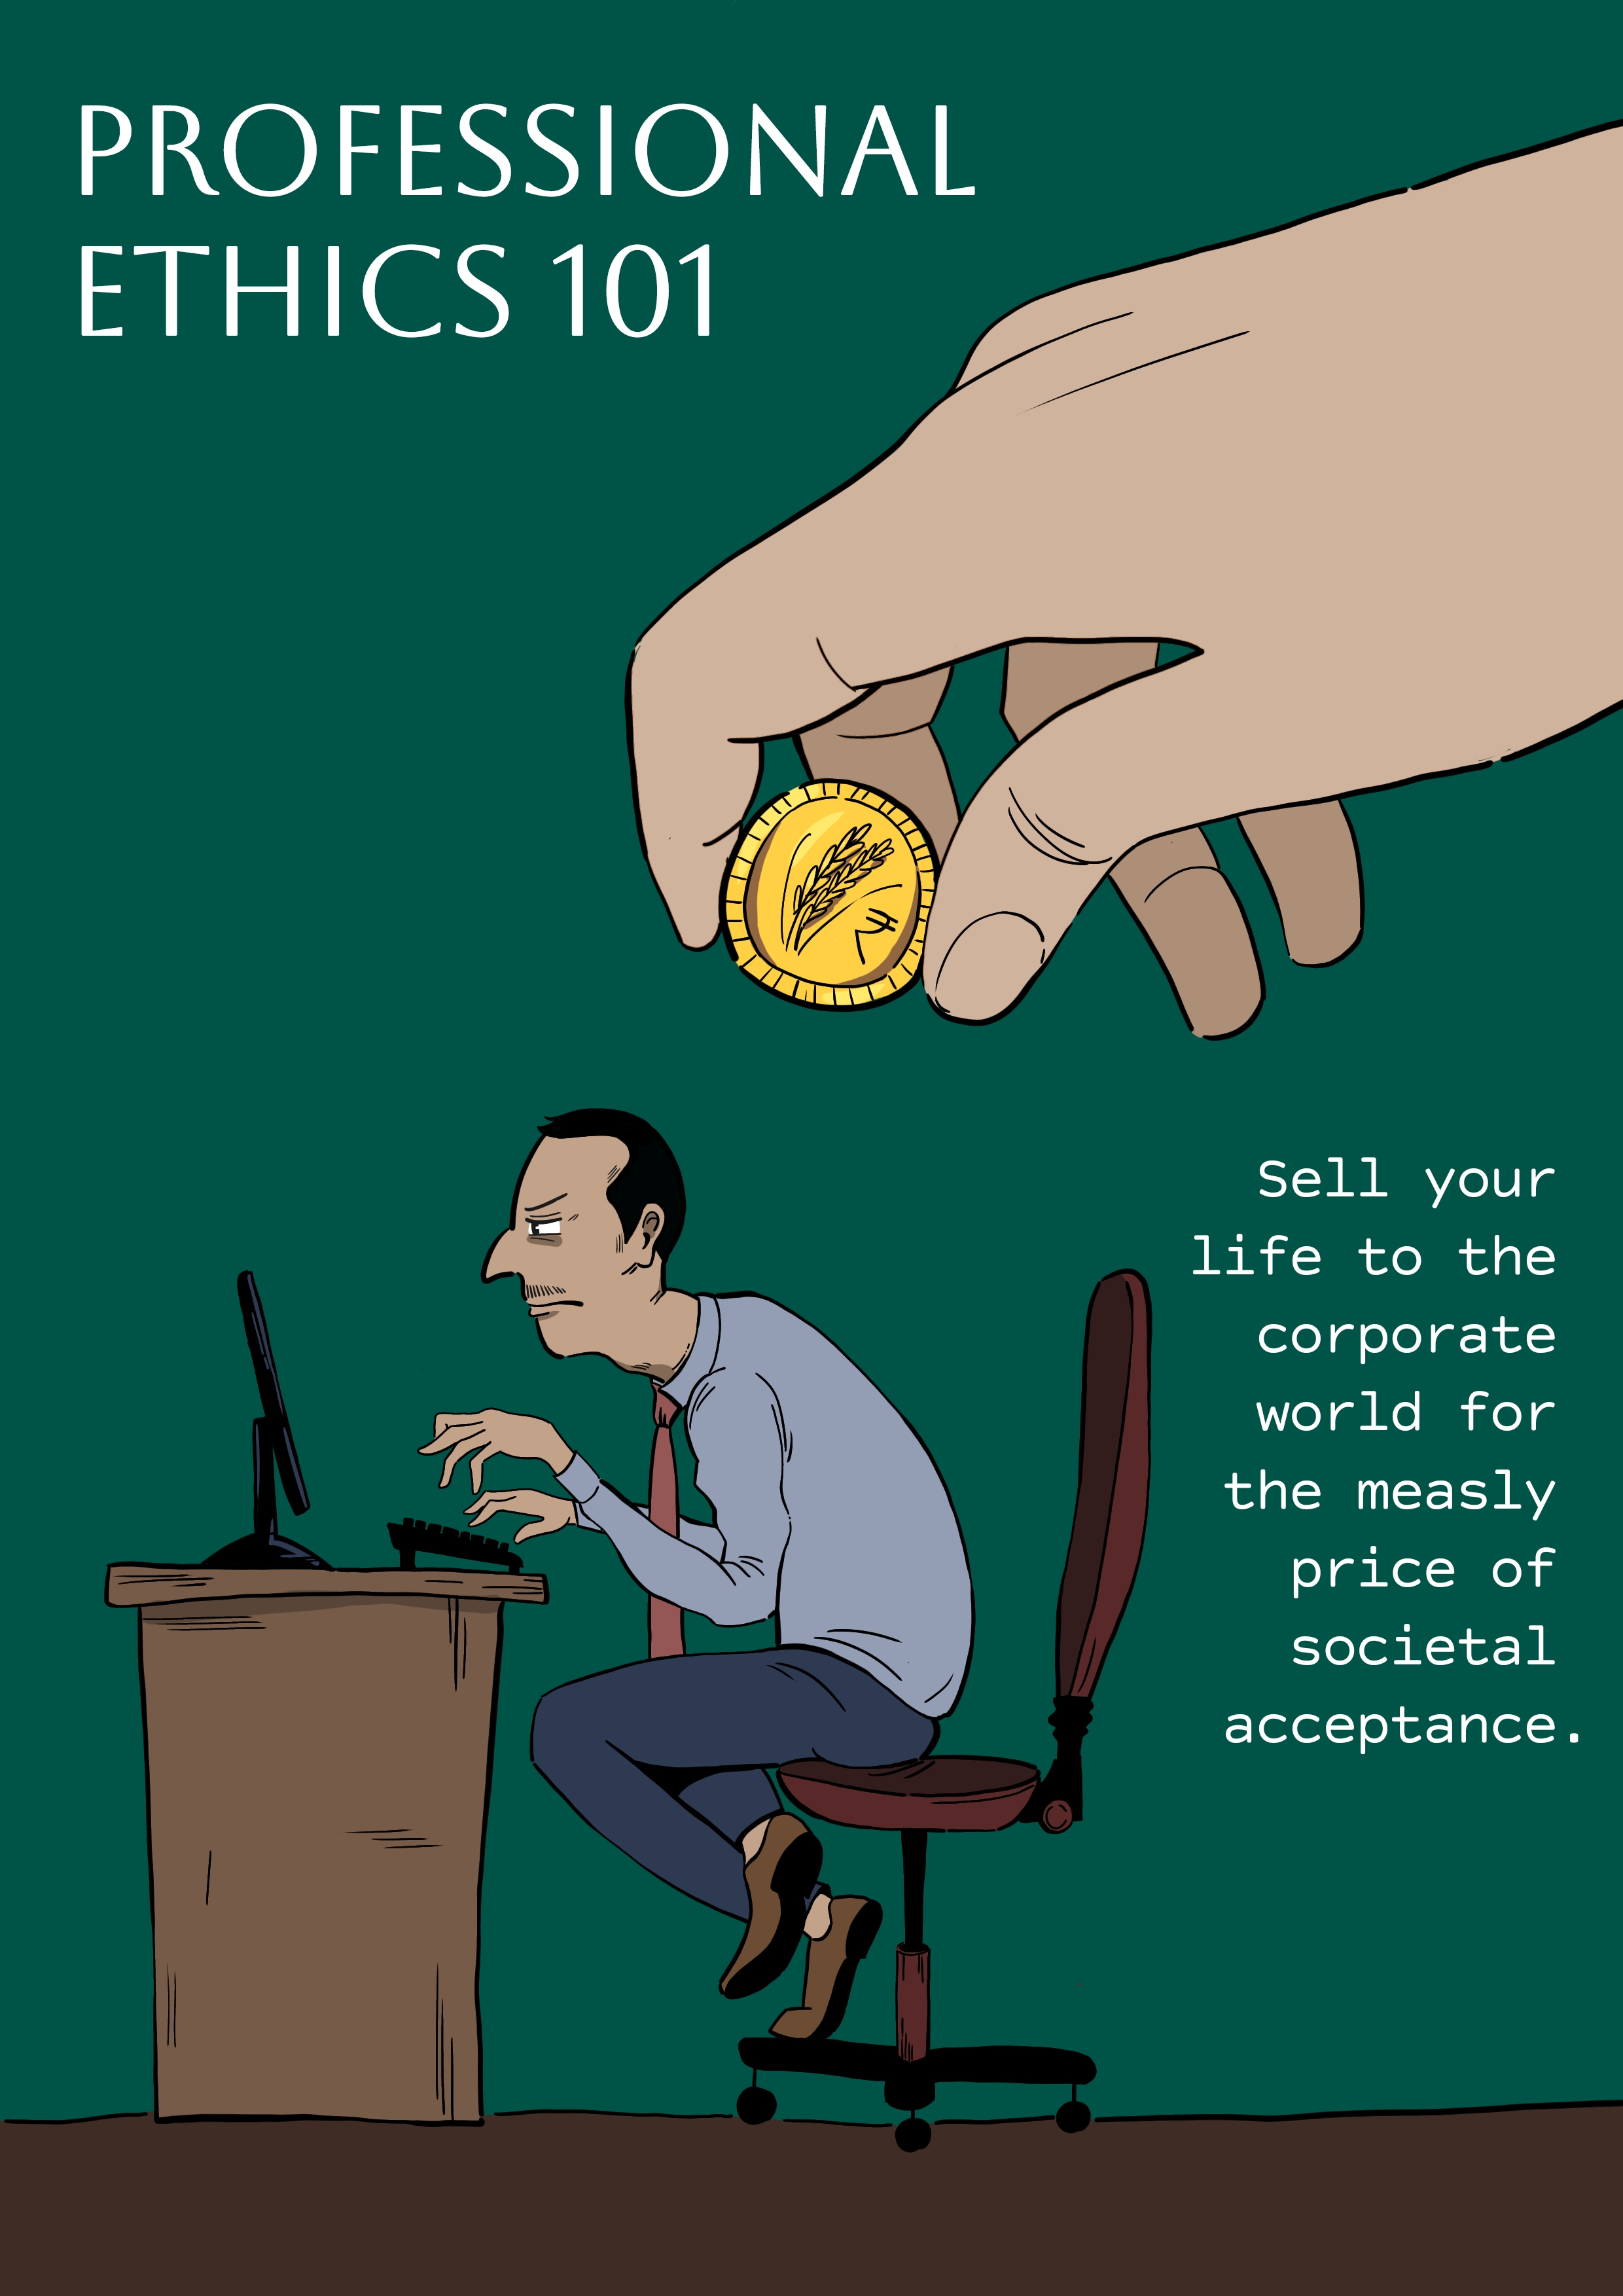 PROFESSIONAL
ETHICS 101
₹
Sell your
life to the
corporate
world for
the measly
price of
societal
acceptance.